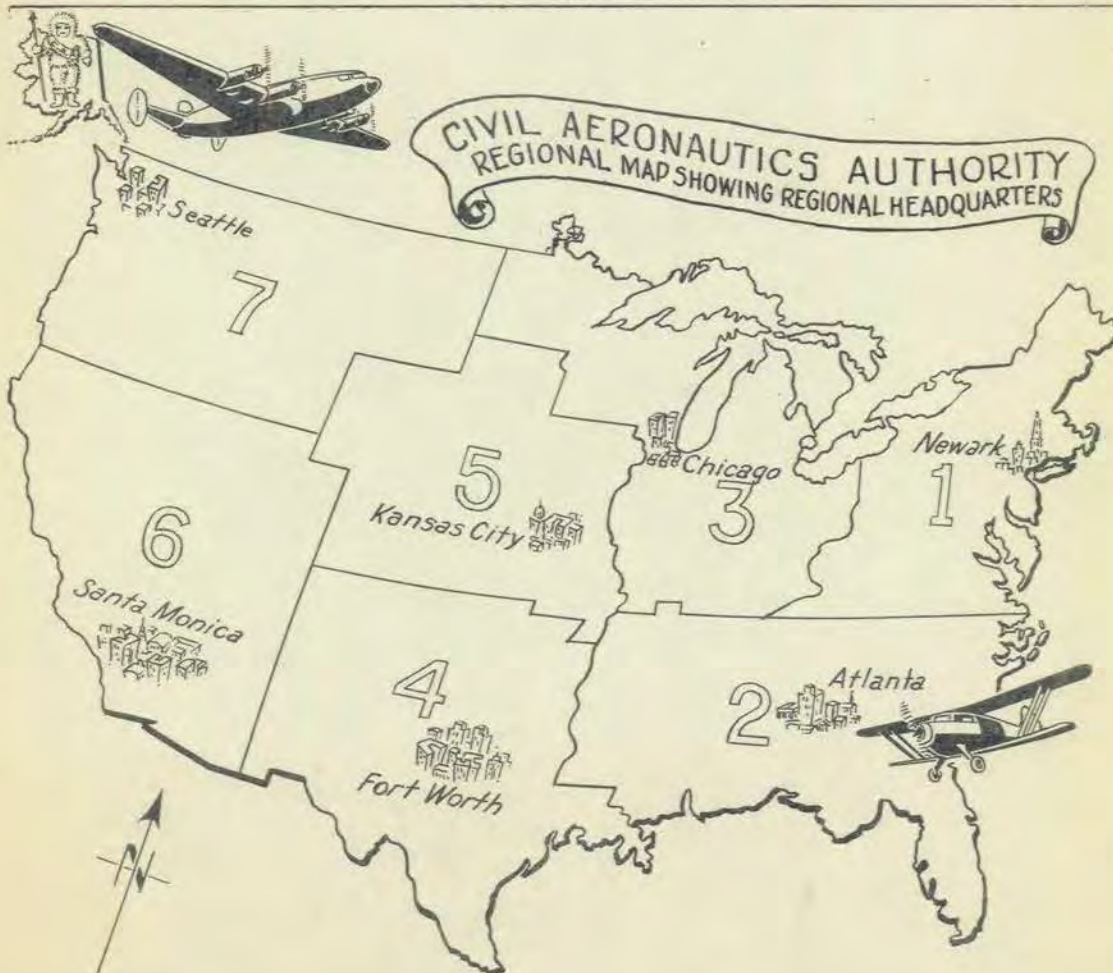 CIVIL AERONAUTICS AUTHORITY
REGIONAL MAP SHOWING REGIONAL HEADQUARTERS
Seattle
7
5
Kansas City
Chicago
3
Newark
1
6
Santa Monica
4
Fort Worth
2
Atlanta
N